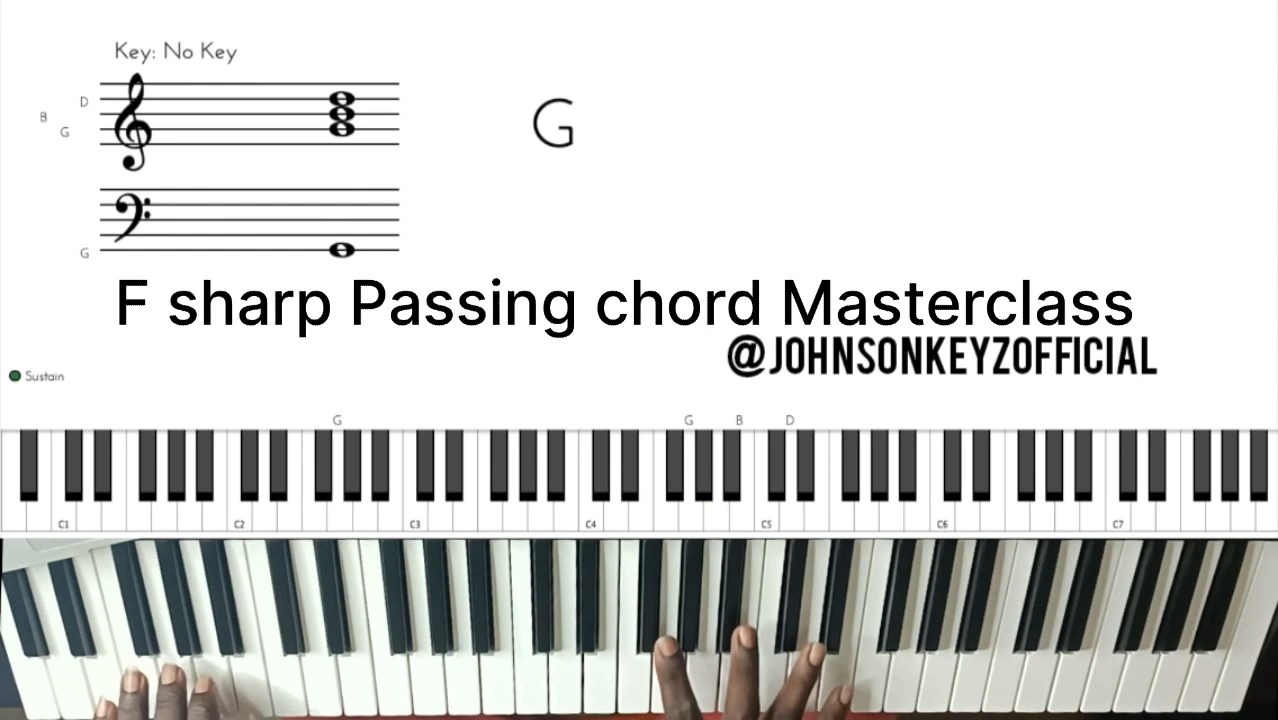 Key: No Key
D
B
G
G
G
F sharp Passing chord Masterclass
@JOHNSONKEYZOFFICIAL
Sustain
G G B D
C1 C2 C3 C4 C5 C6 C7